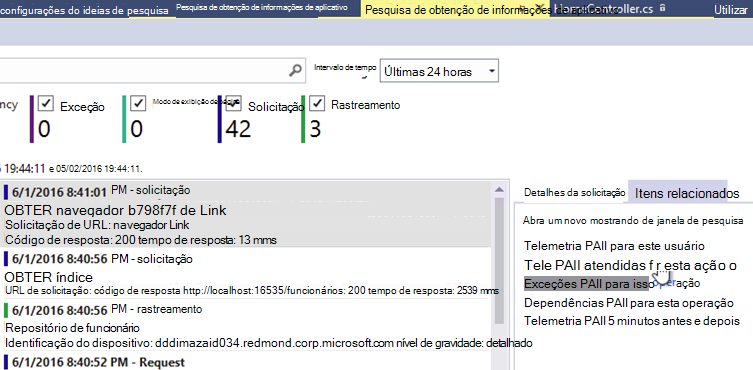 configurações do ideias de pesquisa
Pesquisa de obtenção de informações de aplicativo
Pesquisa de obtenção de informações de aplicativo
Controller.cs
Utilizar
Intervalo de tempo
Últimas 24 horas
ncy
Exceção
Modo de exibição de página
Solicitação
Rastreamento
0
0
42
3
19:44:11 e 05/02/2016 19:44:11.
6/1/2016 8:41:01 PM - solicitação
OBTER navegador b798f7f de Link
Solicitação de URL: navegador Link
Código de resposta: 200 tempo de resposta: 13 mms
6/1/2016 8:40:56 PM - solicitação
OBTER índice
URL de solicitação: código de resposta http://localhost:16535/funcionários: 200 tempo de resposta: 2539 mms
6/1/2016 8:40:56 PM - rastreamento
Repositório de funcionário
Identificação do dispositivo: dddimazaid034.redmond.corp.microsoft.com nível de gravidade: detalhado
6/1/2016 8:40:52 PM - Request
Detalhes da solicitação
Itens relacionados
Abra um novo mostrando de janela de pesquisa
Telemetria PAII para este usuário
Tele PAII atendidas f r esta ação o
Exceções PAII para isso operação
Dependências PAII para esta operação
Telemetria PAII 5 minutos antes e depois